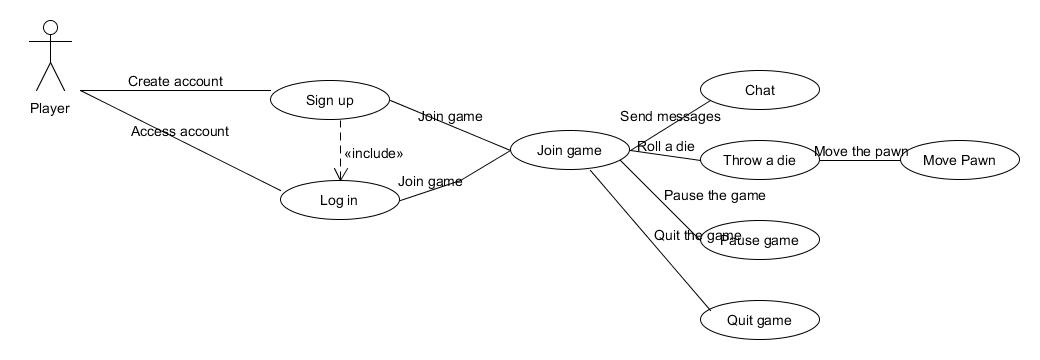 Player
Create account
Access account
Sign up
«include»
Log in
Join game
Join game
Join game
Send messages
Chat
Roll a die
Throw a die
Move the pawn
Move Pawn
Pause the game
Pause game
Quit the game
Quit game